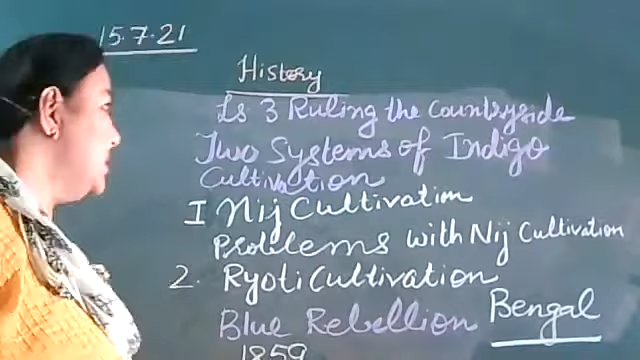 15.7.21
History
Ls 3 Ruling the Countryside
Two Systems of Indigo
Cultivation
I Nij Cultivation
Problems with Nij Cultivation
2. Ryoti Cultivation
Blue Rebellion Bengal
1859